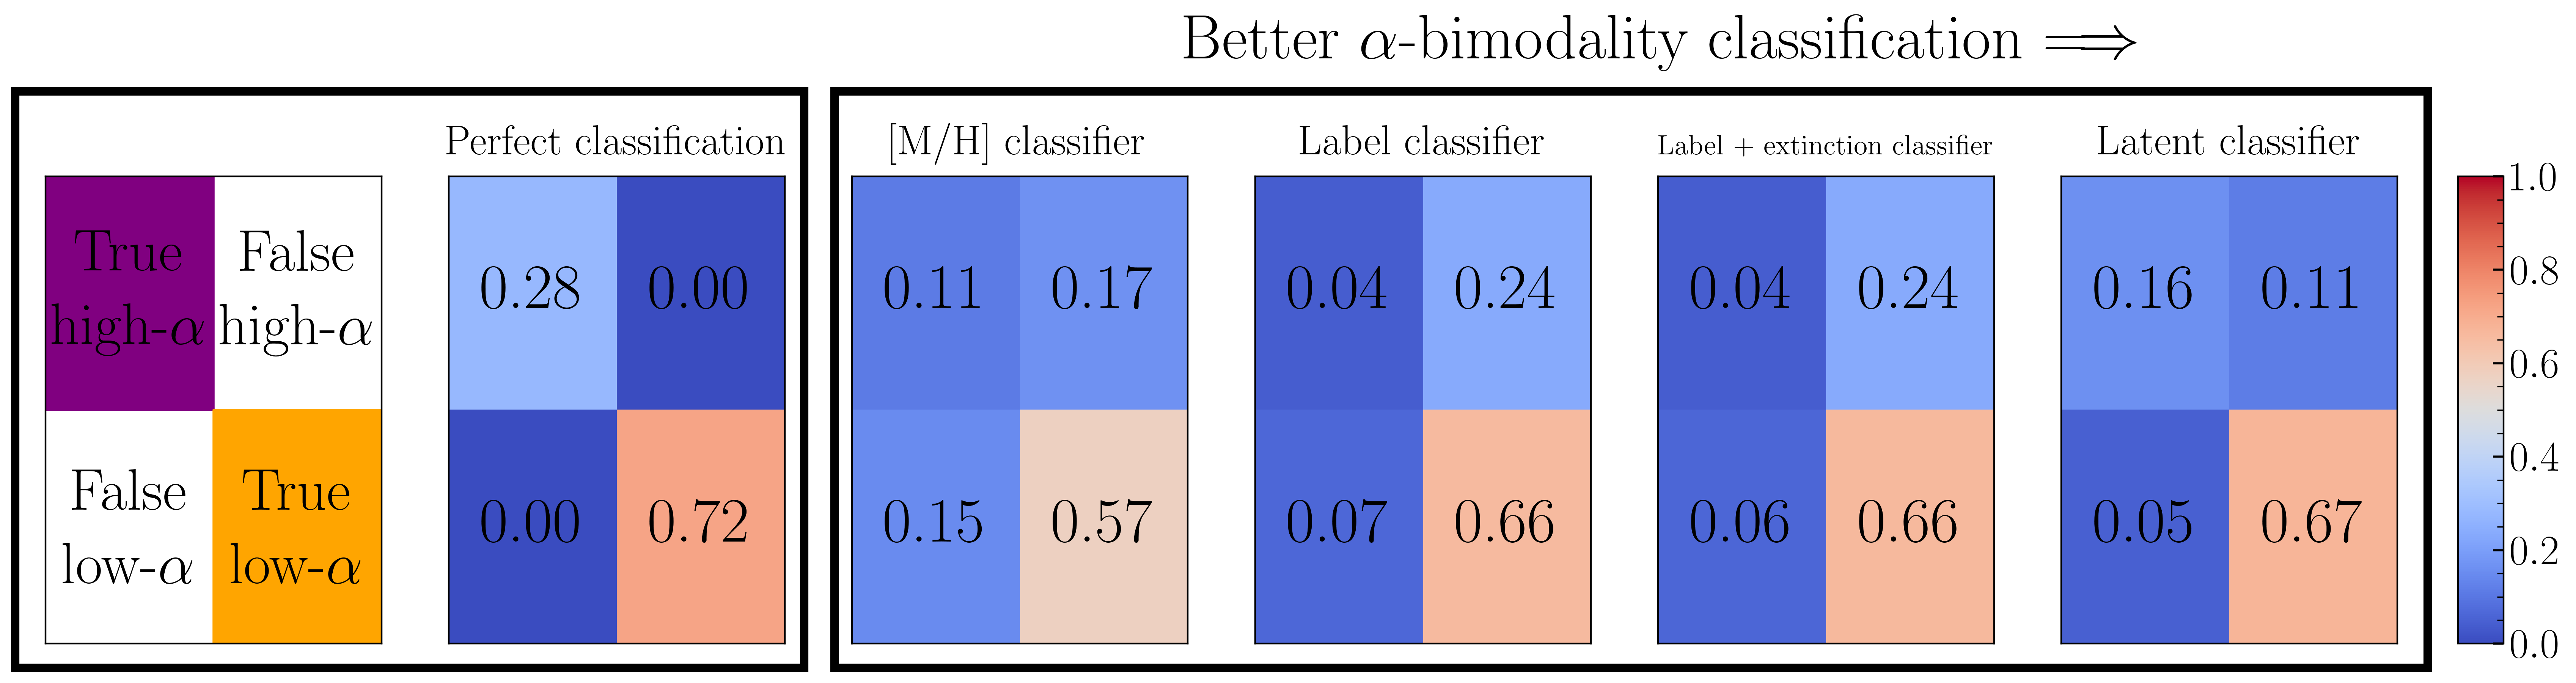 Better α-bimodality classification ⟹
Perfect classification
[M/H] classifier
Label classifier
Label + extinction classifier
Latent classifier
True
high-α
False
high-α
False
low-α
True
low-α
0.28 0.00
0.00 0.72
0.11 0.17
0.15 0.57
0.04 0.24
0.07 0.66
0.04 0.24
0.06 0.66
0.16 0.11
0.05 0.67
1.0
0.8
0.6
0.4
0.2
0.0